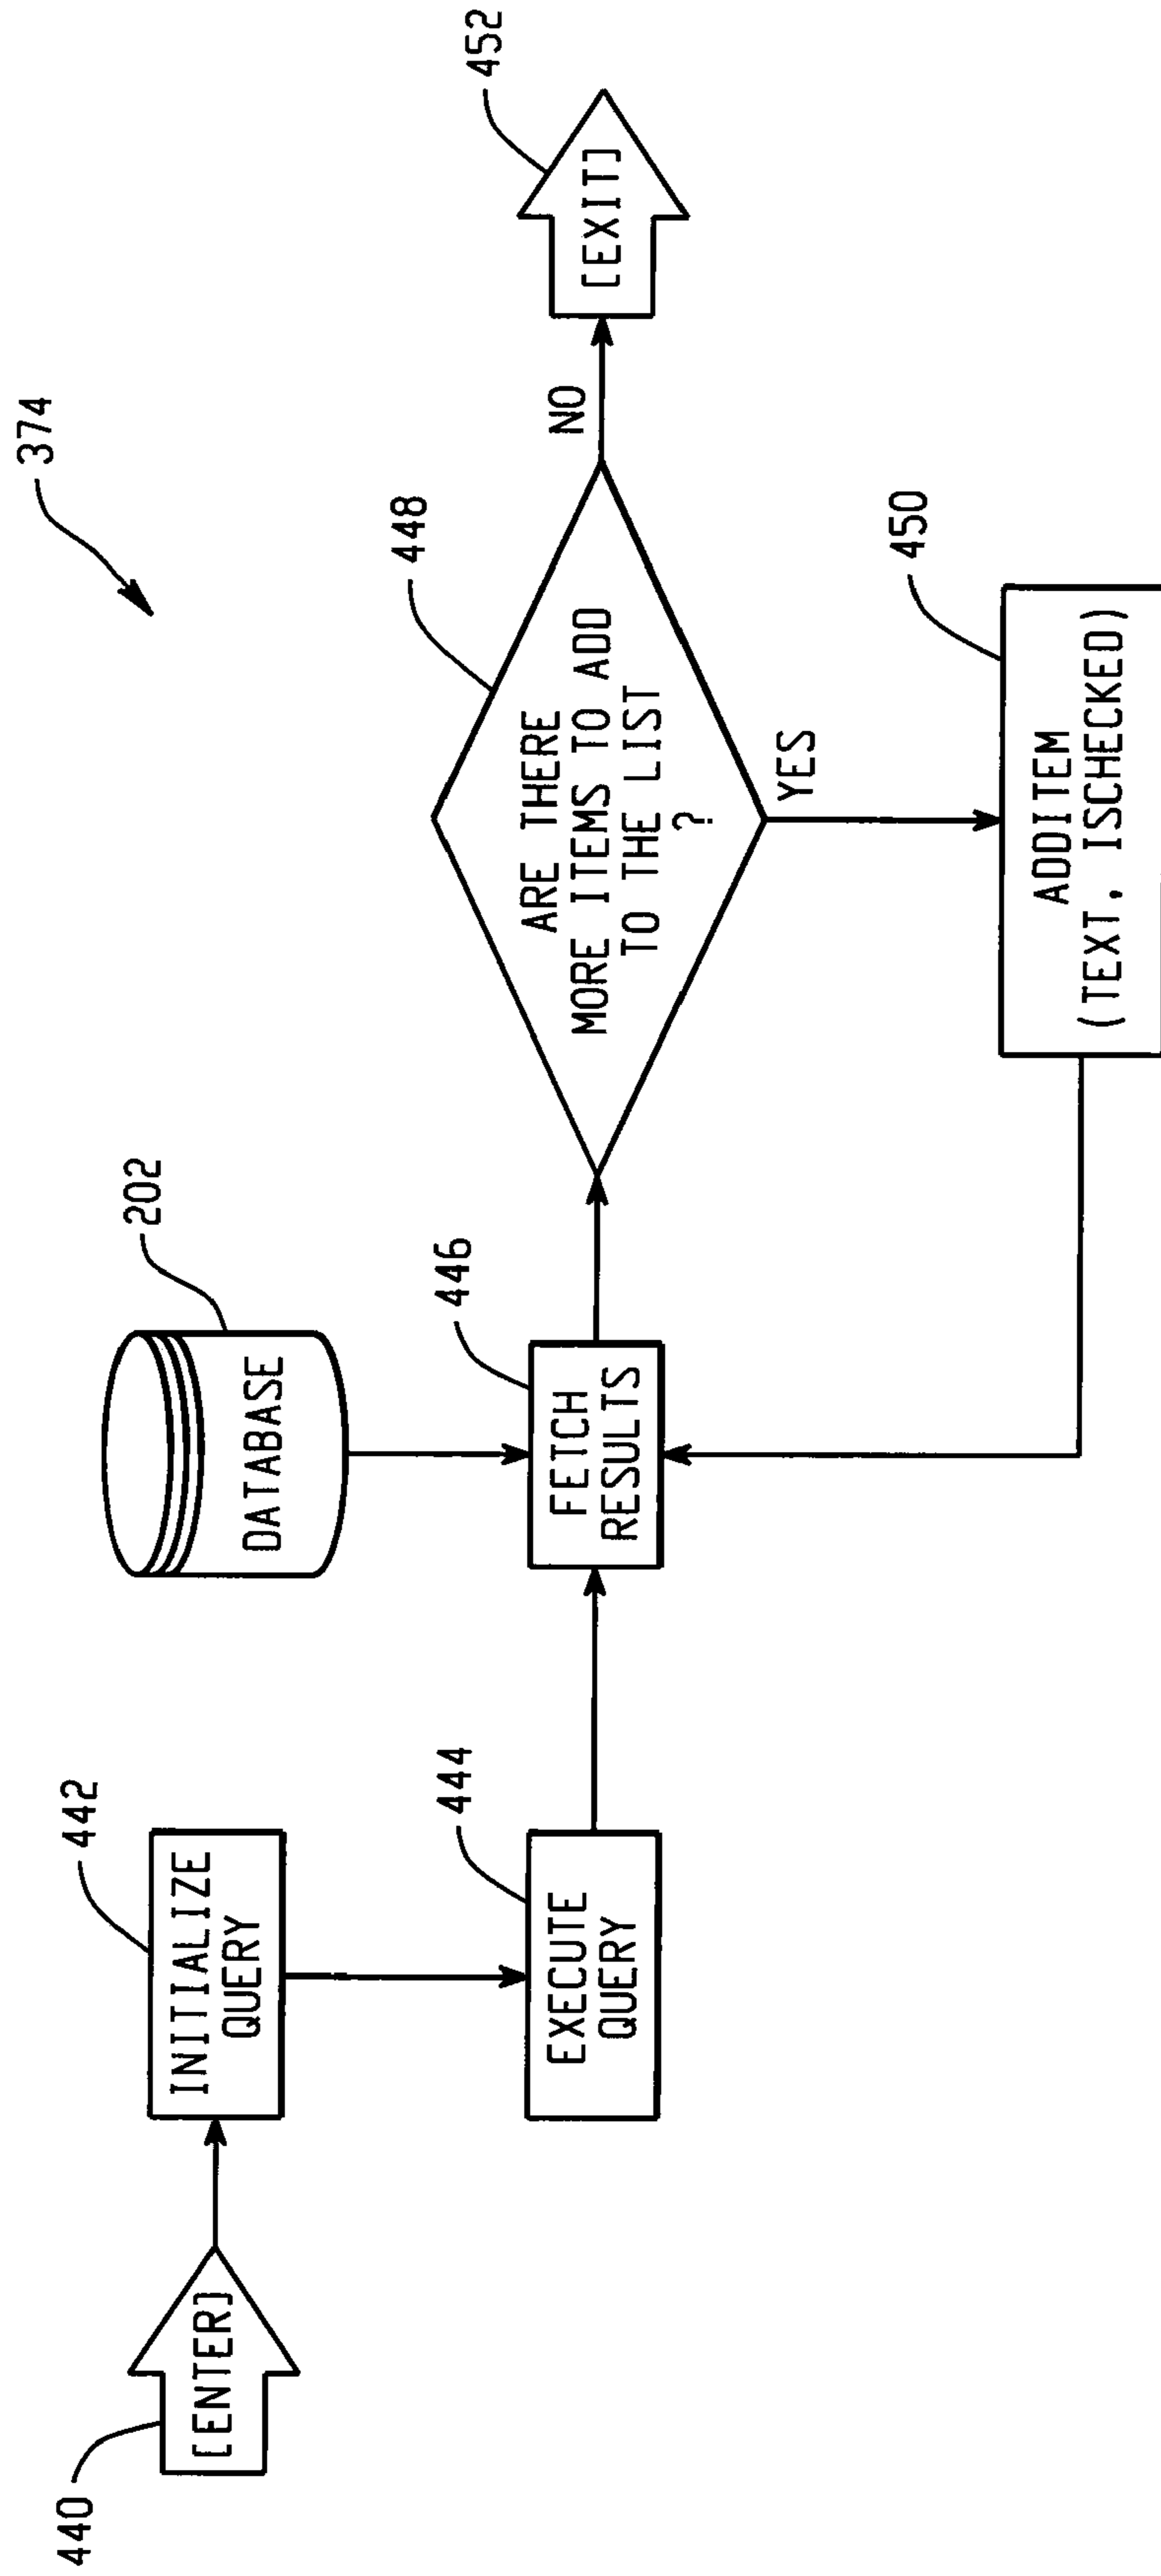 374
440
[ENTER]
442
INITIALIZE
QUERY
444
EXECUTE
QUERY
202
DATABASE
446
FETCH
RESULTS
448
ARE THERE
MORE ITEMS TO ADD
TO THE LIST
?
NO
452
[EXIT]
YES
450
ADDITEM
(TEXT, ISCHECKED)